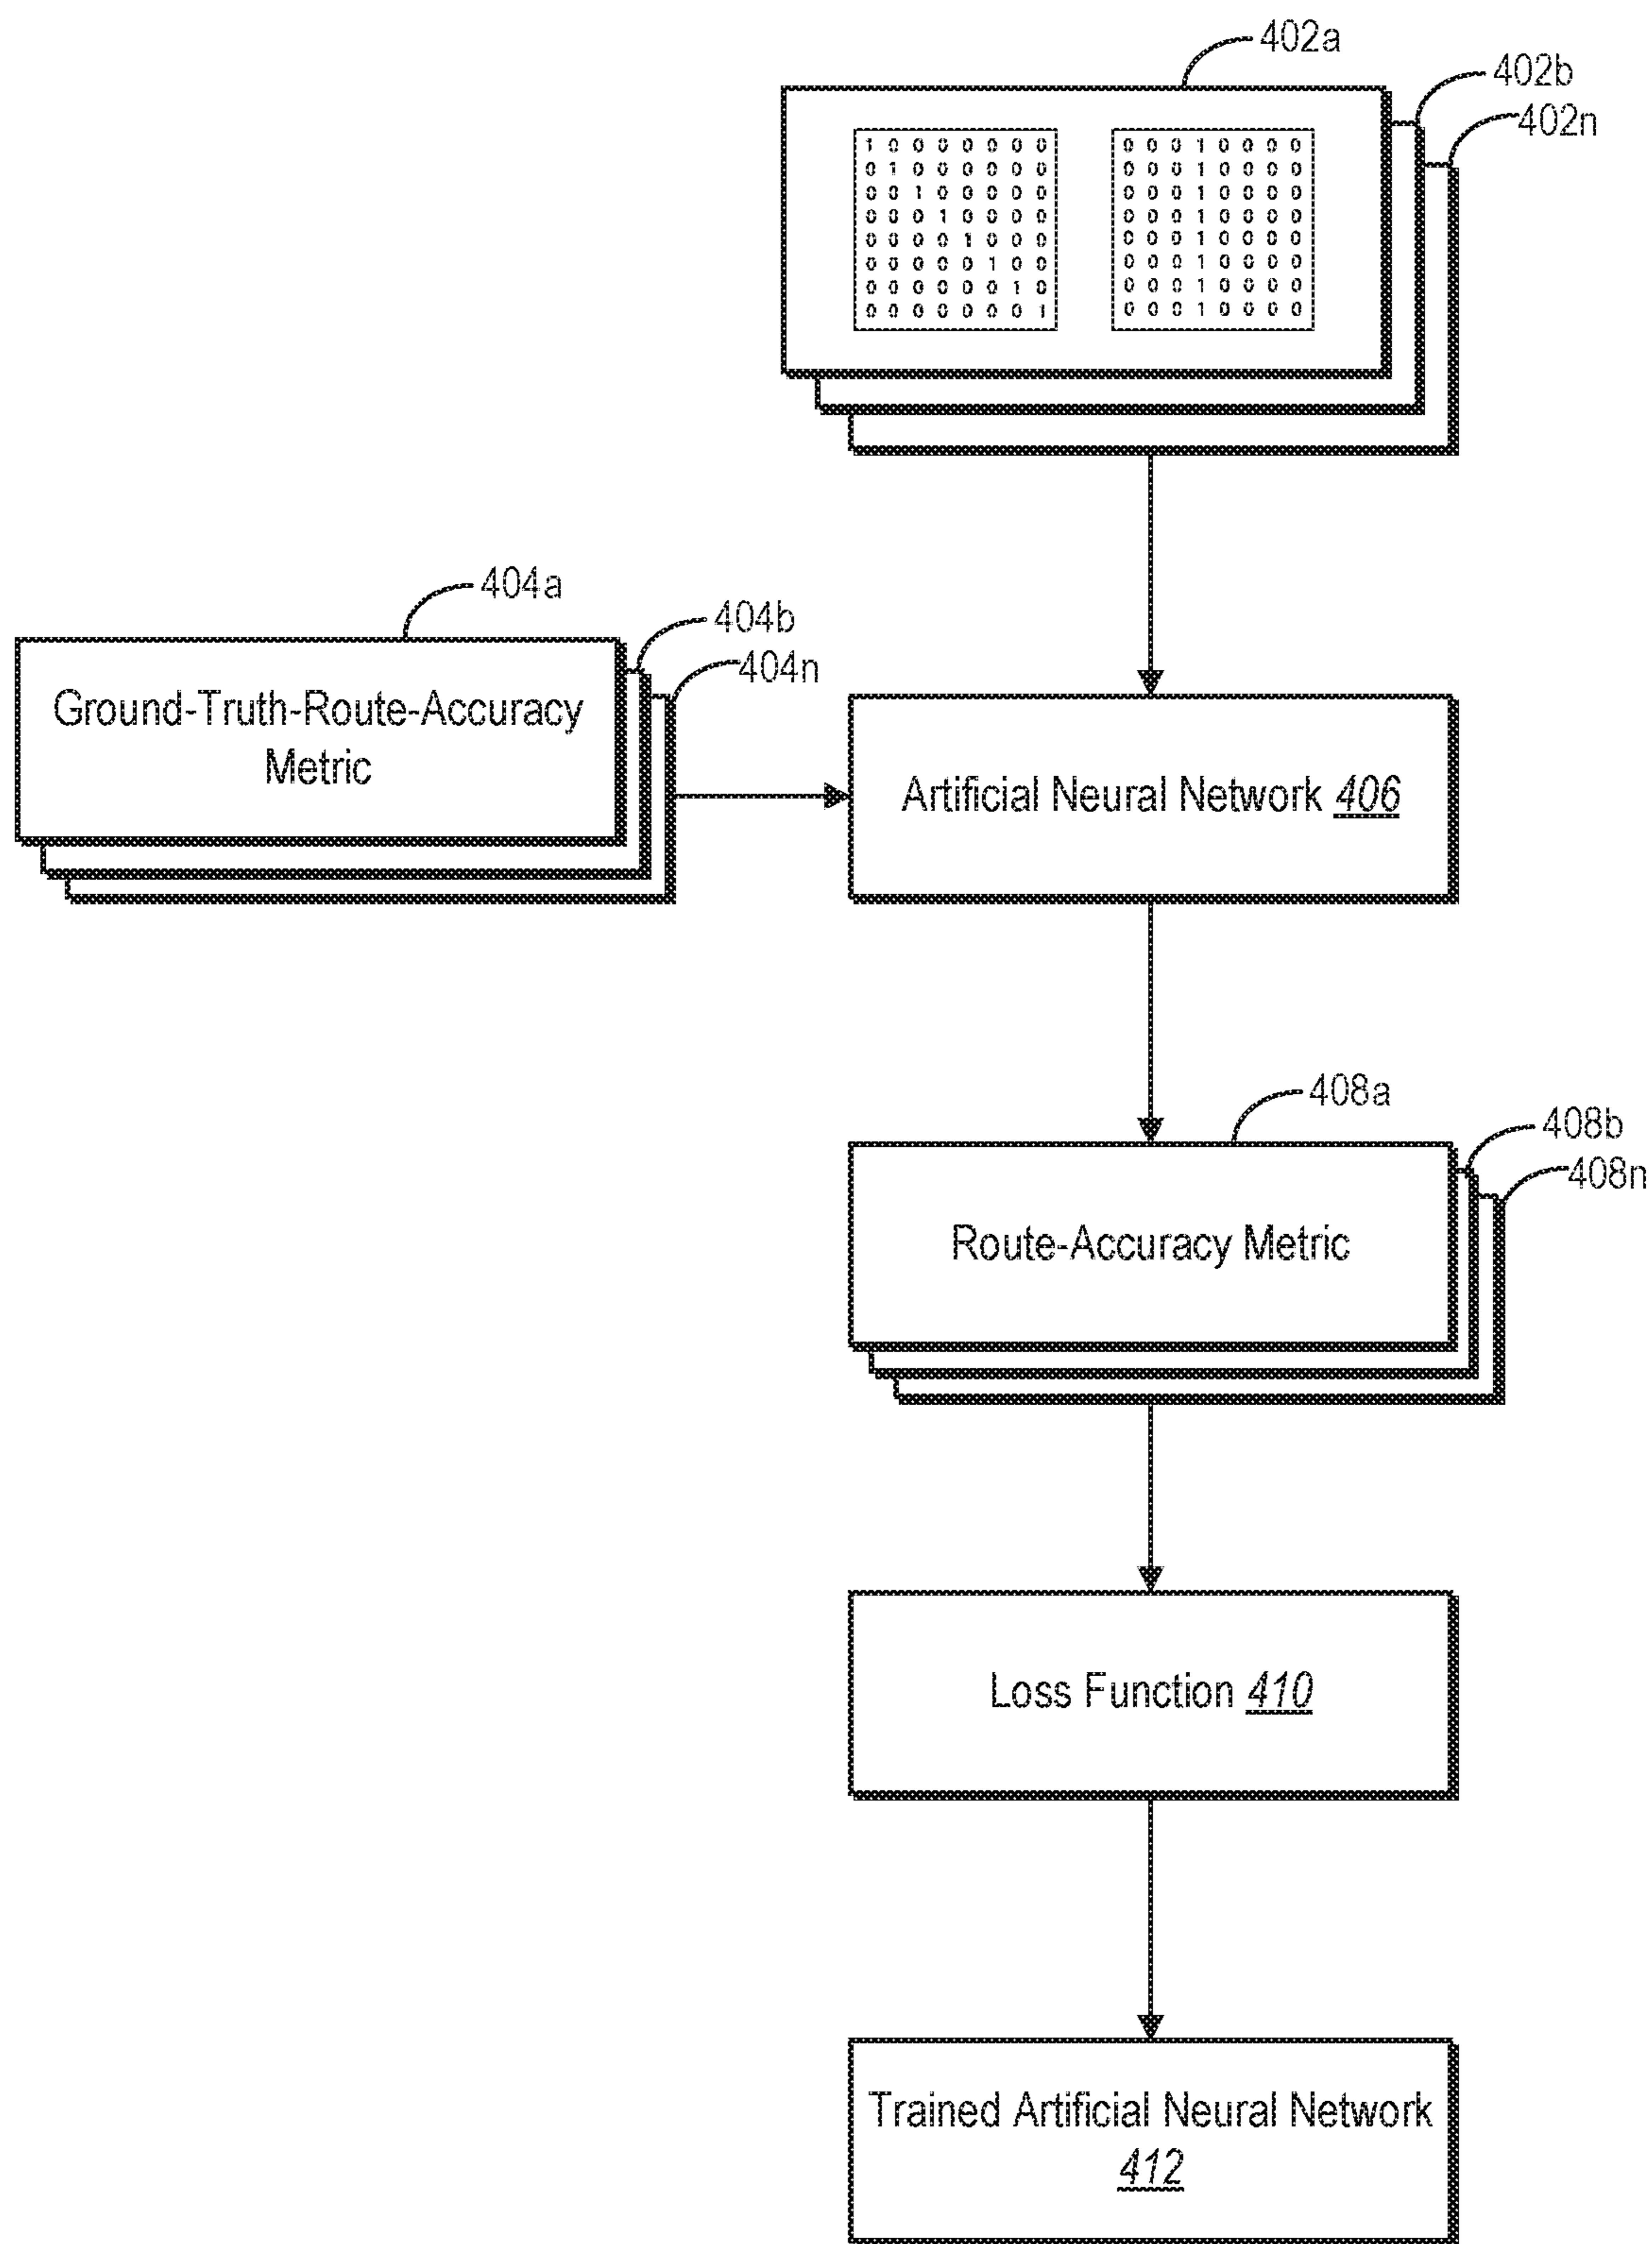 402a
402b
402n
1 0 0 0 0 0 0 0
0 1 0 0 0 0 0 0
0 0 1 0 0 0 0 0
0 0 0 1 0 0 0 0
0 0 0 0 1 0 0 0
0 0 0 0 0 1 0 0
0 0 0 0 0 0 1 0
0 0 0 0 0 0 0 1
0 0 0 1 0 0 0 0
0 0 0 1 0 0 0 0
0 0 0 1 0 0 0 0
0 0 0 1 0 0 0 0
0 0 0 1 0 0 0 0
0 0 0 1 0 0 0 0
0 0 0 1 0 0 0 0
0 0 0 1 0 0 0 0
404a
404b
404n
Ground-Truth-Route-Accuracy
Metric
Artificial Neural Network 406
408a
408b
408n
Route-Accuracy Metric
Loss Function 410
Trained Artificial Neural Network
412